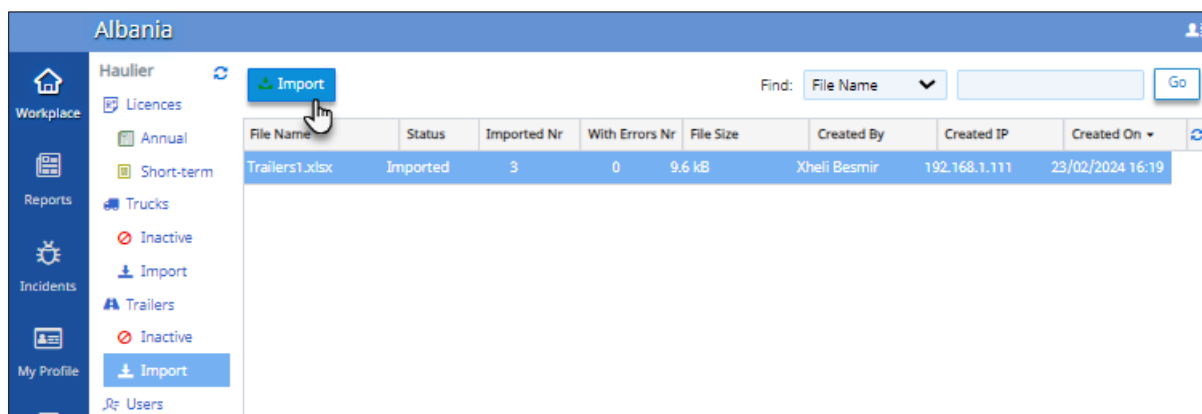 Albania
Workplace
Reports
Incidents
My Profile
Haulier
Licences
Annual
Short-term
Trucks
Inactive
Import
Trailers
Inactive
Import
Users
Import
Find: File Name Go
File Name Status Imported Nr With Errors Nr File Size Created By Created IP Created On
Trailers1.xlsx Imported 3 0 9.6 kB Xheli Besmir 192.168.1.111 23/02/2024 16:19